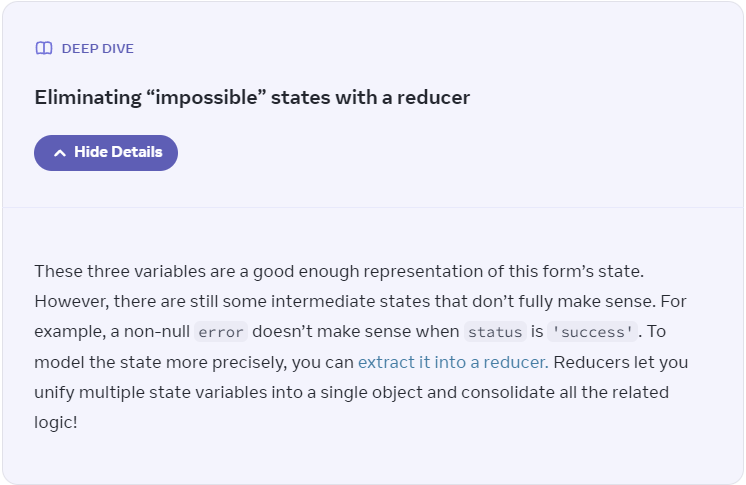 DEEP DIVE
Eliminating “impossible” states with a reducer
Hide Details
These three variables are a good enough representation of this form’s state.
However, there are still some intermediate states that don’t fully make sense. For
example, a non-null error doesn’t make sense when status is 'success'. To
model the state more precisely, you can extract it into a reducer. Reducers let you
unify multiple state variables into a single object and consolidate all the related
logic!